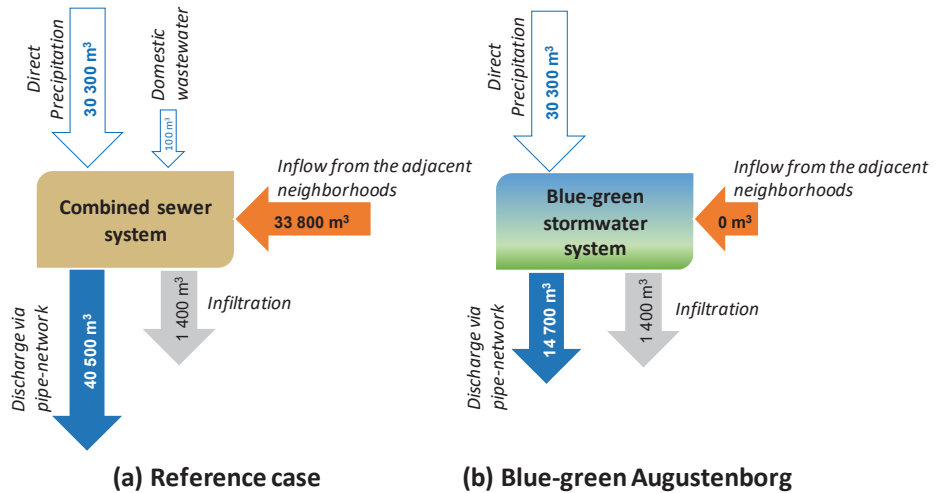 Direct
Precipitation
30 300 m³
Domestic
wastewater
100 m³
Inflow from the adjacent
neighborhoods
33 800 m³
Combined sewer
system
Discharge via
pipe-network
40 500 m³
1 400 m³
Infiltration
(a) Reference case
Direct
Precipitation
30 300 m³
Inflow from the adjacent
neighborhoods
0 m³
Blue-green
stormwater
system
Discharge via
pipe-network
14 700 m³
1 400 m³
Infiltration
(b) Blue-green Augustenborg